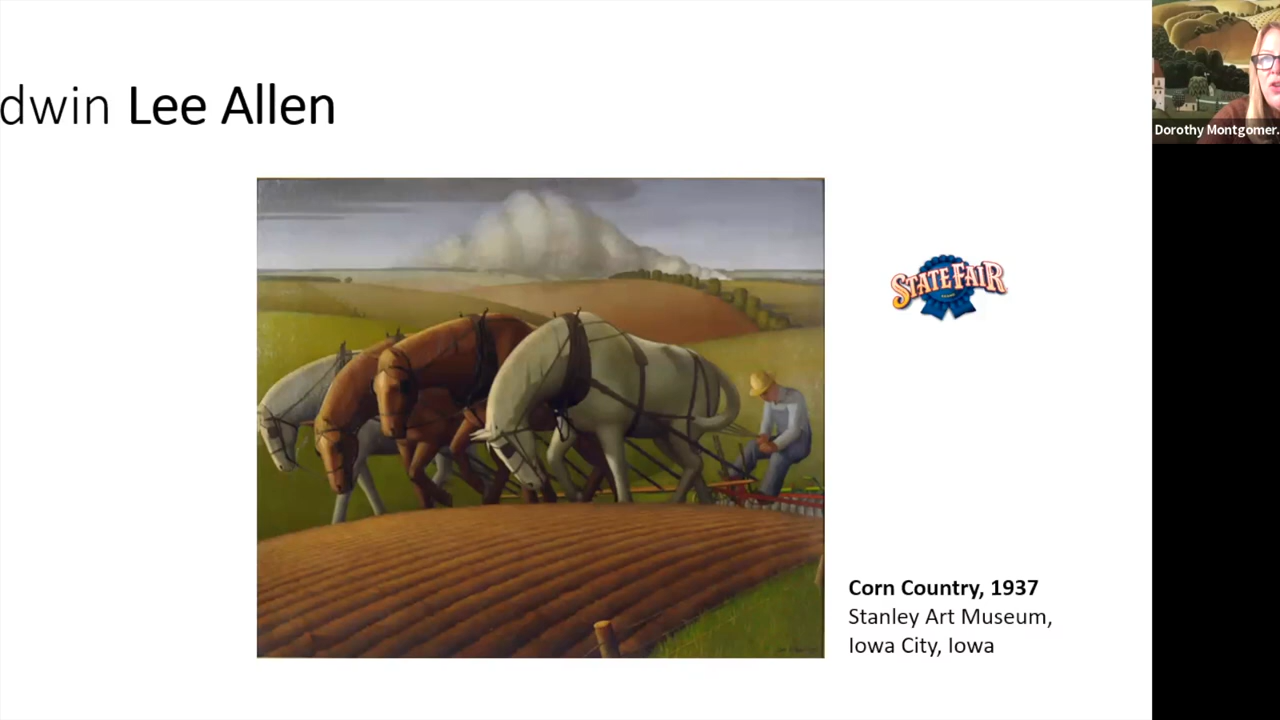 dwin Lee Allen
Dorothy Montgomer.
STATE FAIR
Corn Country, 1937
Stanley Art Museum,
Iowa City, Iowa